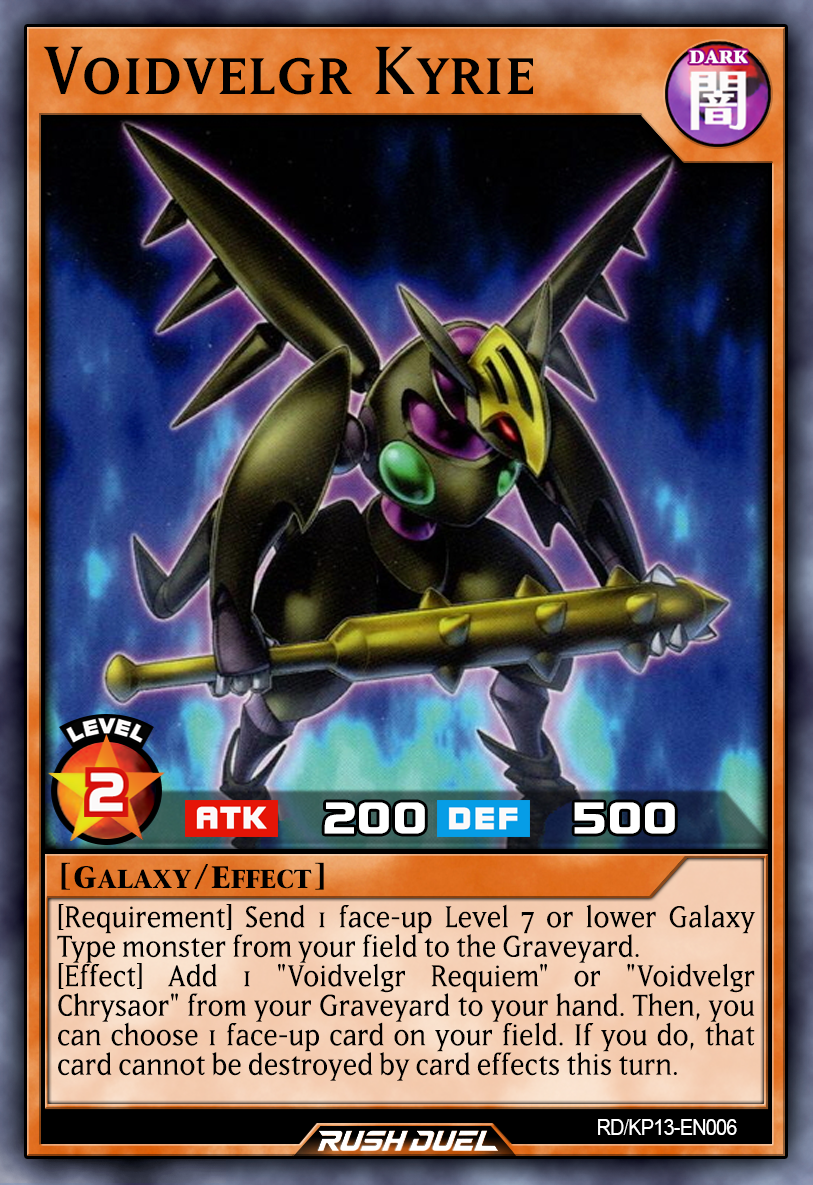 Voidvelgr Kyrie
DARK
闇
LEVEL
2
ATK 200 DEF 500
[Galaxy/Effect]
[Requirement] Send 1 face-up Level 7 or lower Galaxy
Type monster from your field to the Graveyard.
[Effect] Add 1 "Voidvelgr Requiem" or "Voidvelgr
Chrysaor" from your Graveyard to your hand. Then, you
can choose 1 face-up card on your field. If you do, that
card cannot be destroyed by card effects this turn.
RD/KP13-EN006
RUSH DUEL